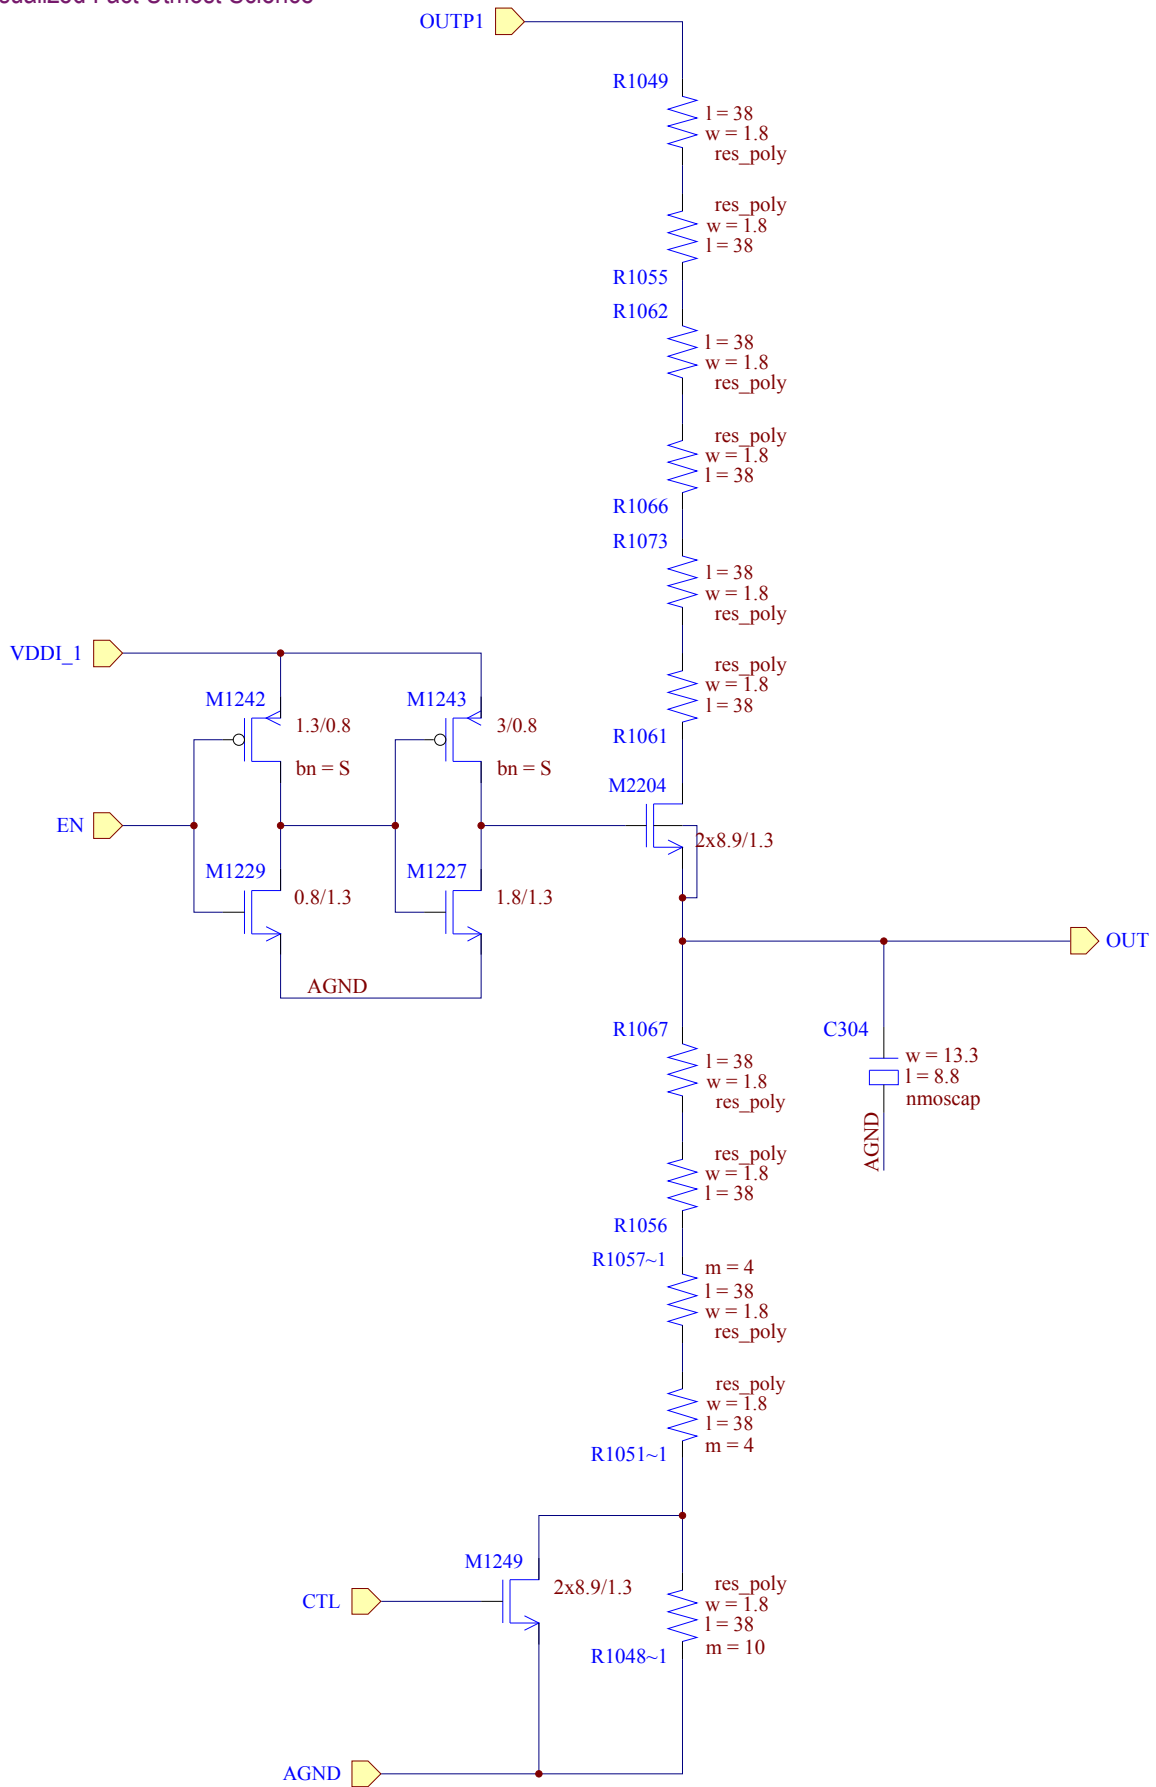 OUTP1
R1049
l = 38
w = 1.8
res_poly
res_poly
w = 1.8
l = 38
R1055
R1062
l = 38
w = 1.8
res_poly
res_poly
w = 1.8
l = 38
R1066
R1073
l = 38
w = 1.8
res_poly
VDDI_1
res_poly
w = 1.8
l = 38
M1242
M1243
1.3/0.8
3/0.8
R1061
bn = S
bn = S
M2204
EN
2x8.9/1.3
M1229
M1227
0.8/1.3
1.8/1.3
OUT
AGND
R1067
C304
l = 38
w = 1.8
res_poly
w = 13.3
l = 8.8
nmoscap
AGND
res_poly
w = 1.8
l = 38
R1056
R1057~1
m = 4
l = 38
w = 1.8
res_poly
res_poly
w = 1.8
l = 38
m = 4
R1051~1
M1249
2x8.9/1.3
CTL
res_poly
w = 1.8
l = 38
m = 10
R1048~1
AGND